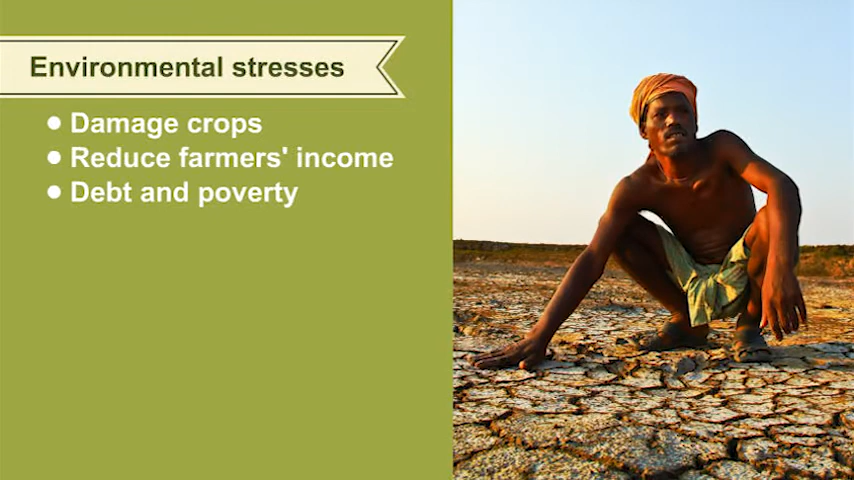 Environmental stresses
● Damage crops
● Reduce farmers' income
● Debt and poverty